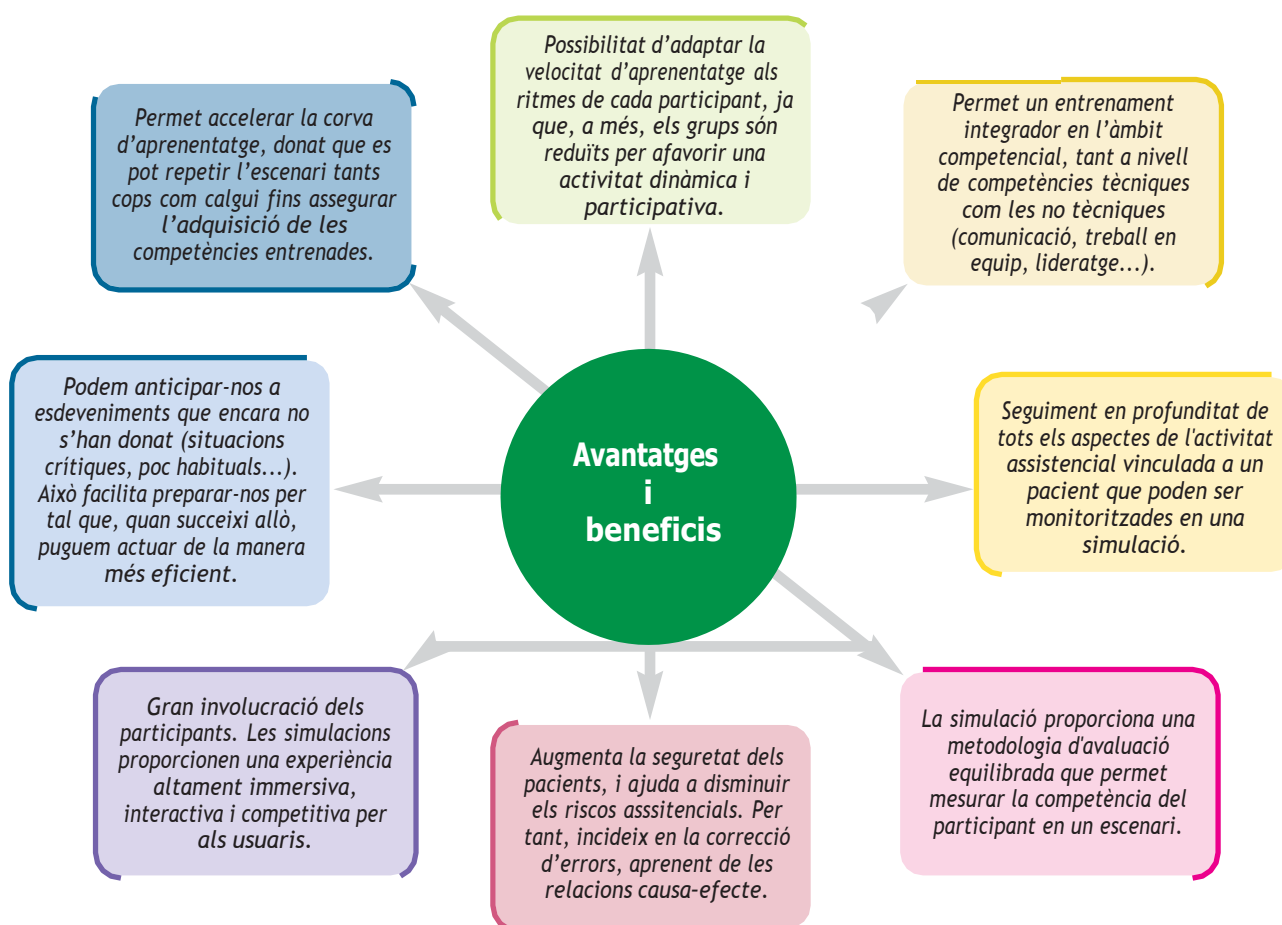 Possibilitat d’adaptar la
velocitat d’aprenentatge als
ritmes de cada participant, ja
que, a més, els grups són
reduïts per afavorir una
activitat dinàmica i
participativa.
Permet accelerar la corva
d’aprenentatge, donat que es
pot repetir l’escenari tants
cops com calgui fins assegurar
l’adquisició de les
competències entrenades.
Permet un entrenament
integrador en l’àmbit
competencial, tant a nivell
de competències tècniques
com les no tècniques
(comunicació, treball en
equip, lideratge...).
Podem anticipar-nos a
esdeveniments que encara no
s’han donat (situacions
crítiques, poc habituals...).
Això facilita preparar-nos per
tal que, quan succeixi allò,
puguem actuar de la manera
més eficient.
Avantatges
i
beneficis
Seguiment en profunditat de
tots els aspectes de l'activitat
assistencial vinculada a un
pacient que poden ser
monitoritzades en una
simulació.
Gran involucració dels
participants. Les simulacions
proporcionen una experiència
altament immersiva,
interactiva i competitiva per
als usuaris.
Augmenta la seguretat dels
pacients, i ajuda a disminuir
els riscos asssitencials. Per
tant, incideix en la correcció
d’errors, aprenent de les
relacions causa-efecte.
La simulació proporciona una
metodologia d'avaluació
equilibrada que permet
mesurar la competència del
participant en un escenari.